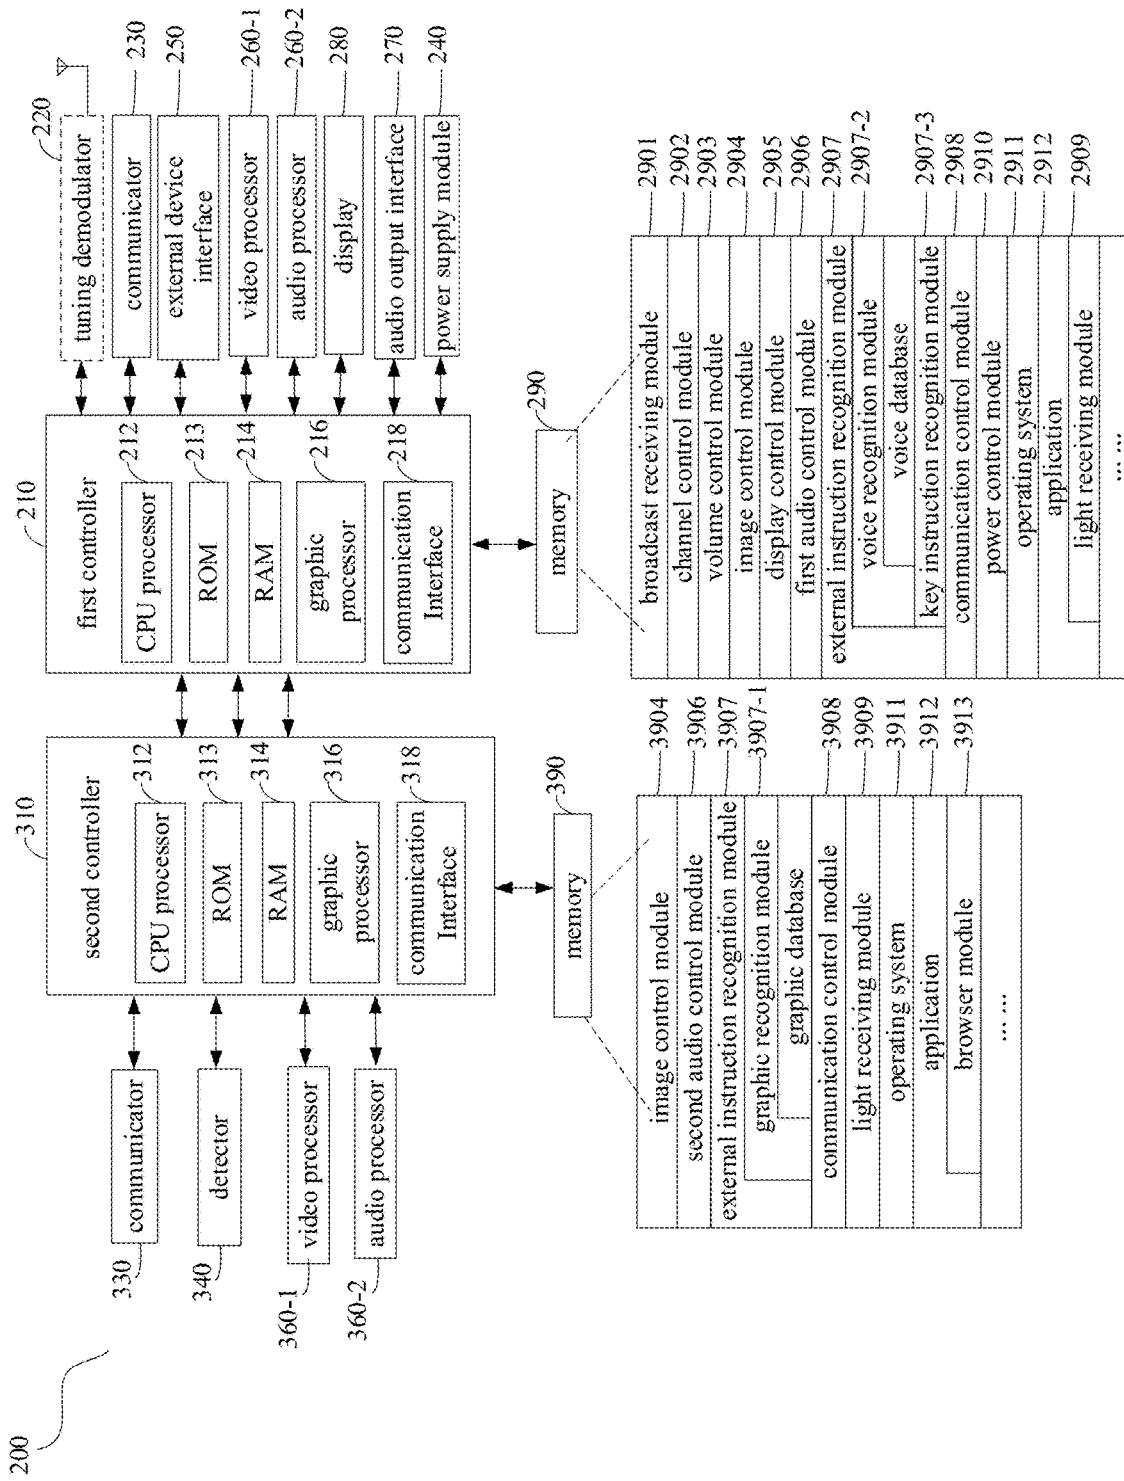 200
330
communicator
340
detector
360-1
video processor
360-2
audio processor
310
second controller
312
CPU processor
313
ROM
314
RAM
316
graphic
processor
318
communication
Interface
210
first controller
212
CPU processor
213
ROM
214
RAM
216
graphic
processor
218
communication
Interface
220
tuning demodulator
230
communicator
250
external device
interface
260-1
video processor
260-2
audio processor
280
display
270
audio output interface
240
power supply module
390
memory
290
memory
image control module
3904
second audio control module
3906
external instruction recognition module
3907
graphic recognition module
3907-1
graphic database
communication control module
3908
light receiving module
3909
operating system
3911
application
3912
browser module
3913
... ...
broadcast receiving module
2901
channel control module
2902
volume control module
2903
image control module
2904
display control module
2905
first audio control module
2906
external instruction recognition module
2907
voice recognition module
2907-2
voice database
key instruction recognition module
2907-3
communication control module
2908
power control module
2910
operating system
2911
application
2912
light receiving module
2909
... ...